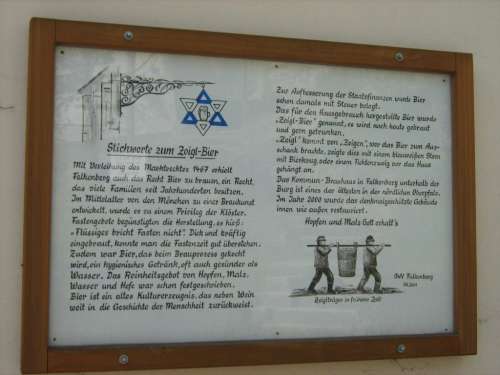 Stichworte zum Zoigl-Bier
Mit Verleihung des Marktrechtes 1467 erhielt
Falkenberg auch das Recht Bier zu brauen, ein Recht,
das viele Familien seit Jahrhunderten besitzen.
Im Mittelalter von den Mönchen zu einer Braukunst
entwickelt, wurde es zu einem Privileg der Klöster.
Fastengebote begünstigten die Herstellung, es hieß:
„Flüssiges bricht Fasten nicht". Dick und kräftig
eingebraut, konnte man die Fastenzeit gut überstehen.
Zudem war Bier, das beim Brauprozess gekocht
wird, ein hygienisches Getränk, oft auch gesünder als
Wasser. Das Reinheitsgebot von Hopfen, Malz,
Wasser und Hefe war schon festgeschrieben.
Bier ist ein altes Kulturerzeugnis, das neben Wein
weit in die Geschichte der Menschheit zurückweist.
Zur Aufbesserung der Staatsfinanzen wurde Bier
schon damals mit Steuer belegt.
Das für den Hausgebrauch hergestellte Bier wurde
„Zoigl-Bier" genannt, es wird noch heute gebraut
und gern getrunken.
„Zoigl" kommt von „Zeigen", wer das Bier zum Aus-
schank brachte, zeigte dies mit einem blauweißen Stern
mit Bierkrug oder einem Fichtenzweig der vor das Haus
gehängt an.
Das Kommun-Brauhaus in Falkenberg unterhalb der
Burg ist eines der ältesten in der nördlichen Oberpfalz.
Im Jahr 2000 wurde das denkmalgeschützte Gebäude
innen wie außen restauriert.
Hopfen und Malz Gott erhalt's
OWV Falkenberg
Zoiglträger in früherer Zeit